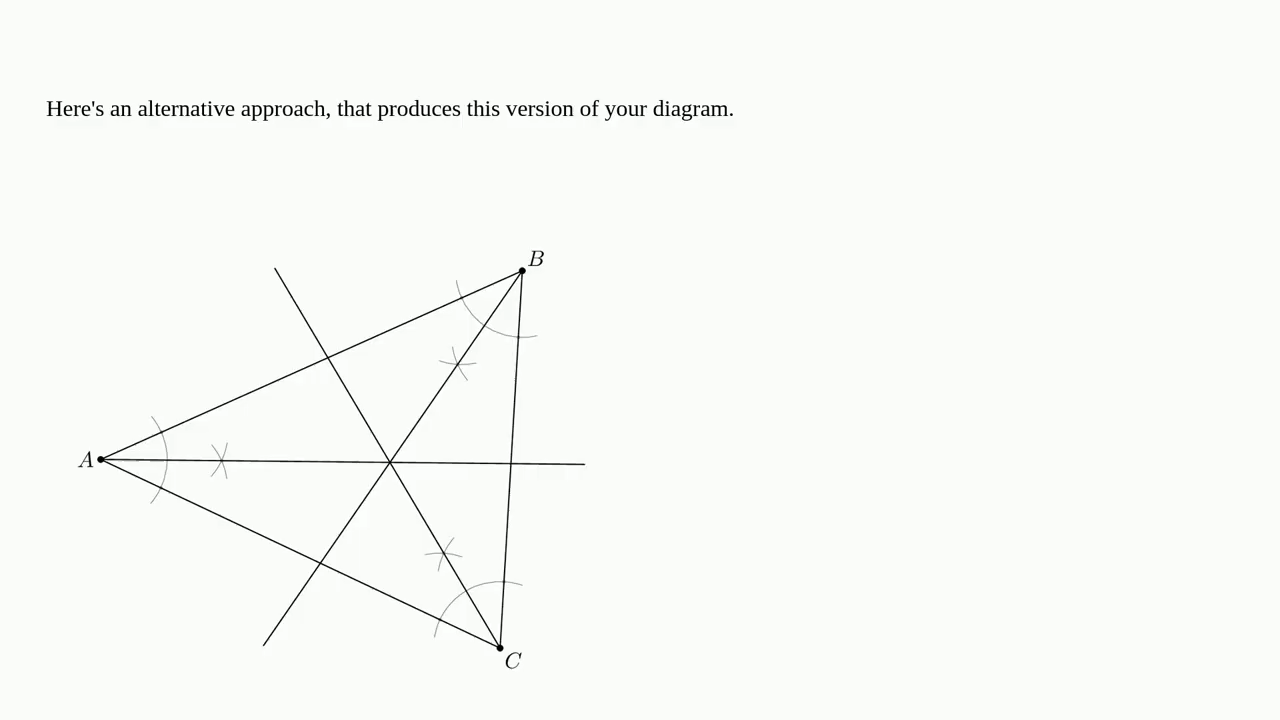 Here's an alternative approach, that produces this version of your diagram.
B
A
C